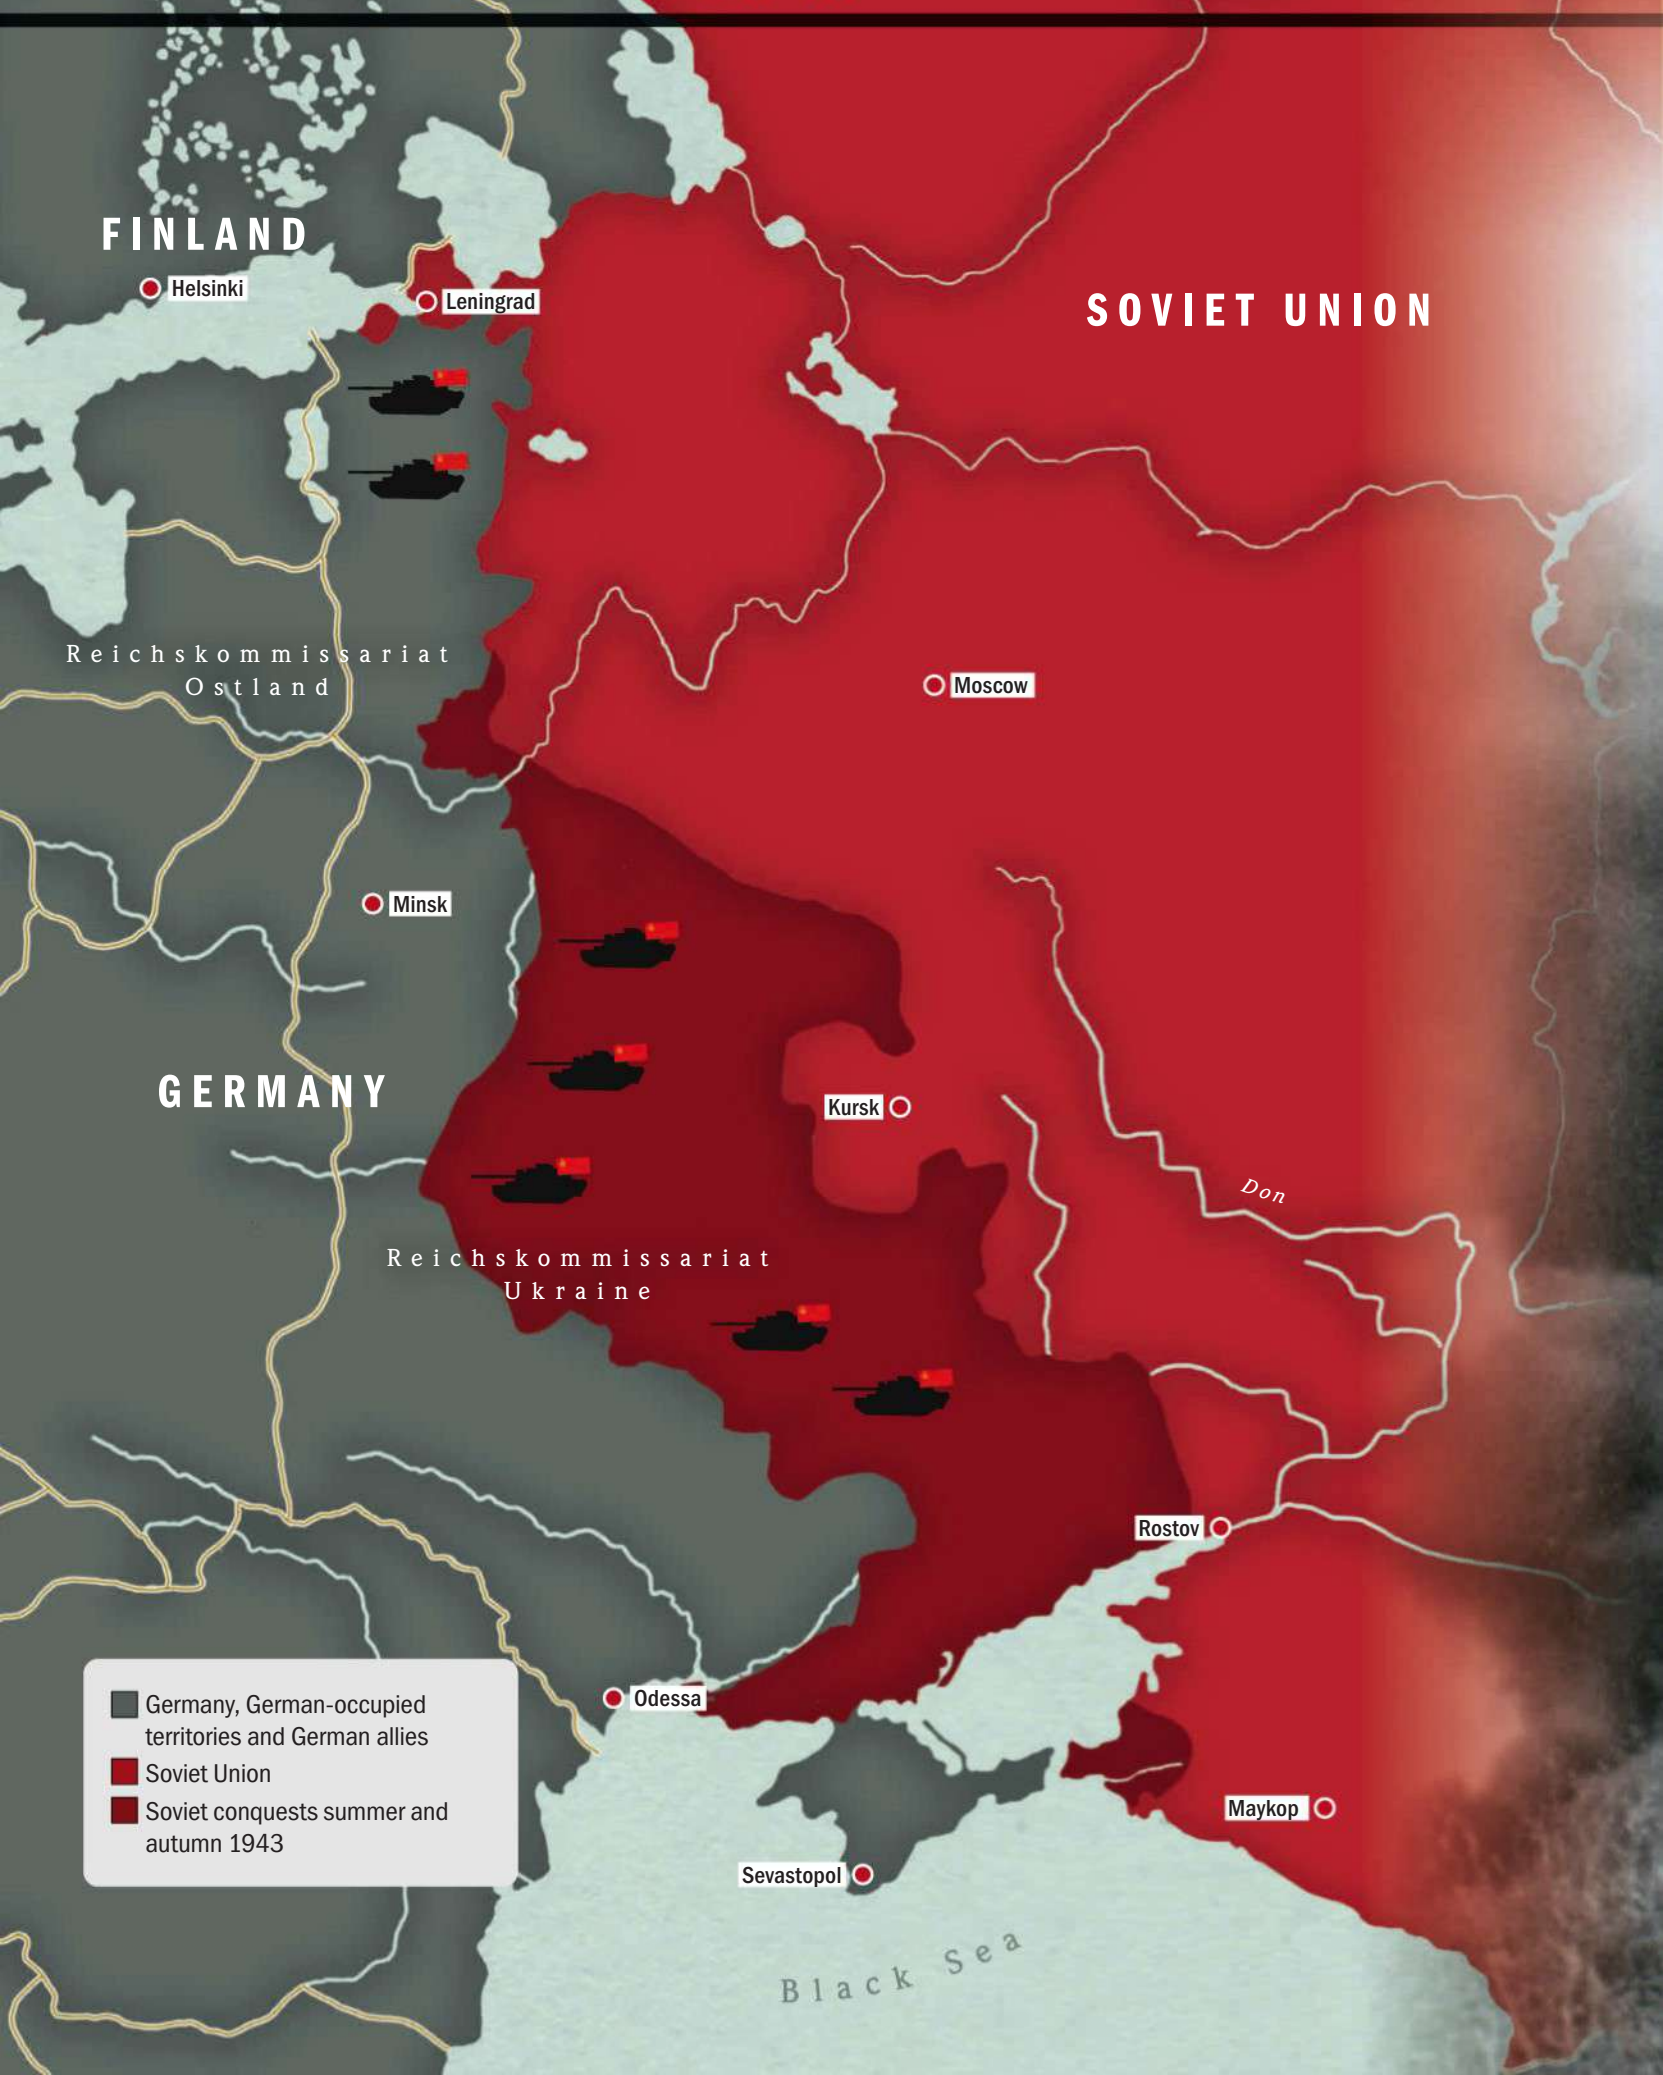 FINLAND
Helsinki
Leningrad
SOVIET UNION
Reichskommissariat
Ostland
Moscow
Minsk
GERMANY
Kursk
Don
Reichskommissariat
Ukraine
Rostov
Odessa
Germany, German-occupied
territories and German allies
Soviet Union
Soviet conquests summer and
autumn 1943
Maykop
Sevastopol
Black Sea